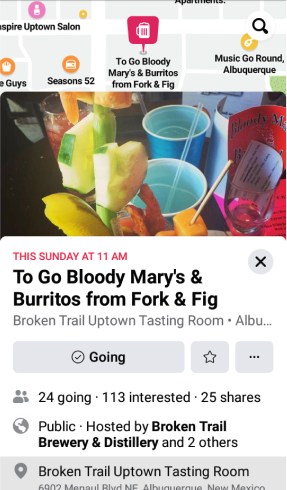 Apartments.
nspire Uptown Salon
To Go Bloody
Mary's & Burritos
from Fork & Fig
Music Go Round,
Albuquerque
e Guys
Seasons 52
Bloody M
THIS SUNDAY AT 11 AM
To Go Bloody Mary's &
Burritos from Fork & Fig
Broken Trail Uptown Tasting Room • Albu...
Going
24 going · 113 interested · 25 shares
Public · Hosted by Broken Trail
Brewery & Distillery and 2 others
Broken Trail Uptown Tasting Room
6902 Menaul Blvd NE, Albuquerque, New Mexico